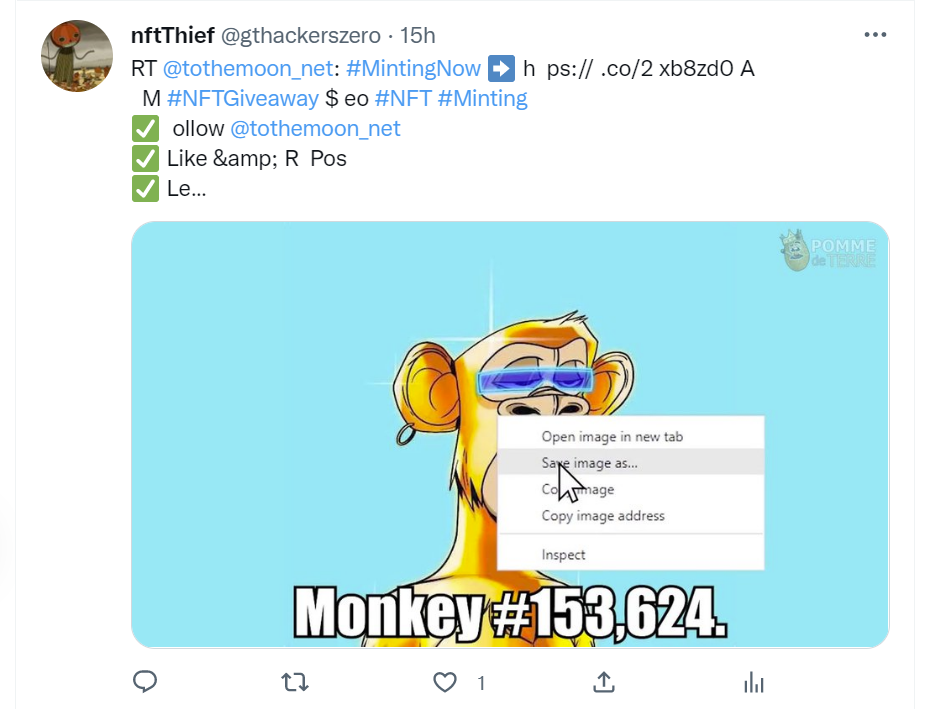 nftThief @gthackerszero · 15h
RT @tothemoon_net: #MintingNow ➡️ h ps:// .co/2 xb8zd0 A
M #NFTGiveaway $ eo #NFT #Minting
✅ ollow @tothemoon_net
✅ Like &amp; R Pos
✅ Le...
POMME
de TERRE
Open image in new tab
Save image as...
Co image
Copy image address
Inspect
Monkey #153,624.
1